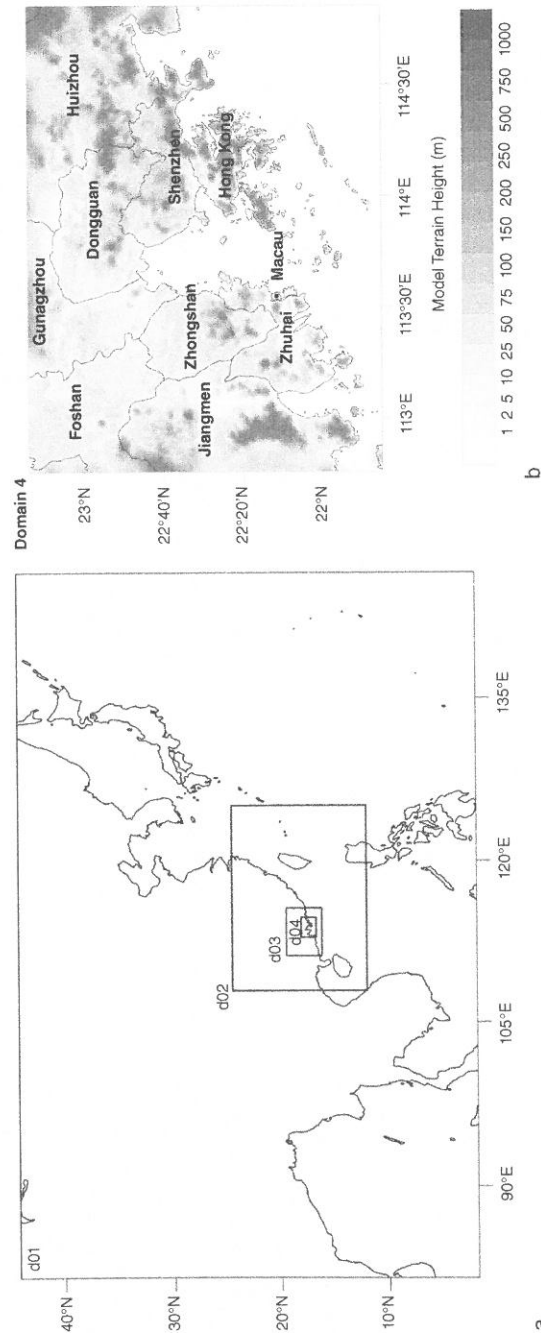 d01
d02
d03
d04
40°N
30°N
20°N
10°N
90°E
105°E
120°E
135°E
a
Domain 4
Gunagzhou
Huizhou
Foshan
Dongguan
Shenzhen
Zhongshan
Jiangmen
Hong Kong
Zhuhai
Macau
23°N
22°40'N
22°20'N
22°N
113°E
113°30'E
114°E
114°30'E
Model Terrain Height (m)
1 2 5 10 25 50 75 100 150 200 250 500 750 1000
b